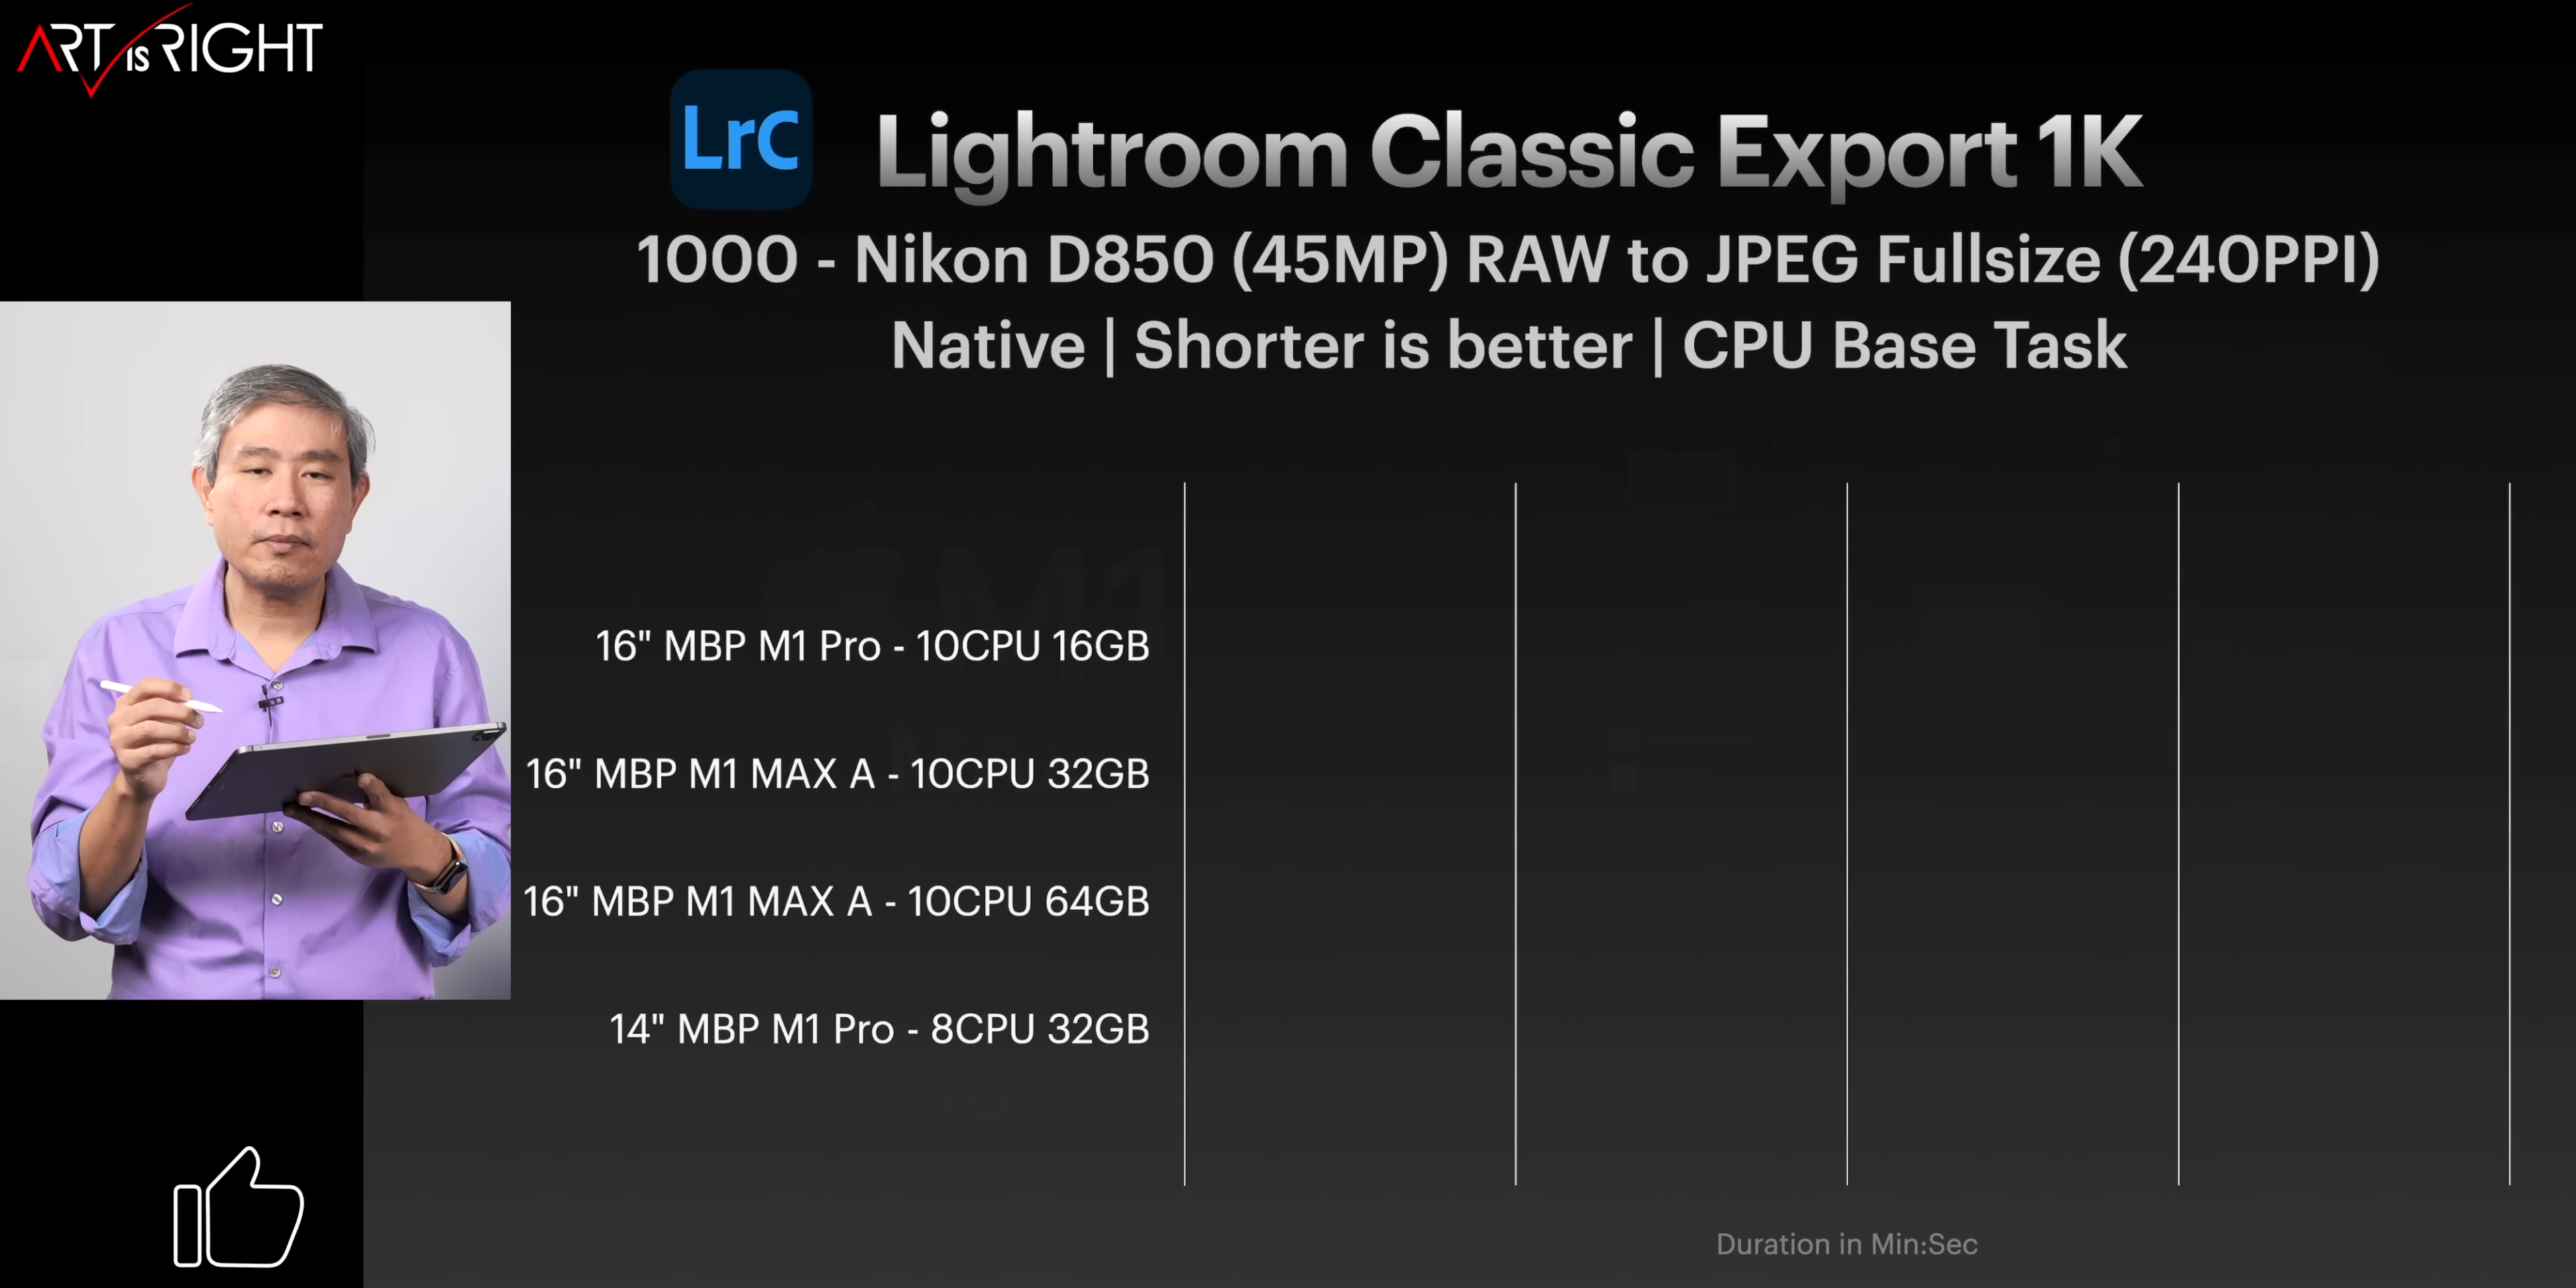 ART IS RIGHT
LrC
Lightroom Classic Export 1K
1000 - Nikon D850 (45MP) RAW to JPEG Fullsize (240PPI)
Native | Shorter is better | CPU Base Task
16" MBP M1 Pro - 10CPU 16GB
16" MBP M1 MAX A - 10CPU 32GB
16" MBP M1 MAX A - 10CPU 64GB
14" MBP M1 Pro - 8CPU 32GB
Duration in Min:Sec